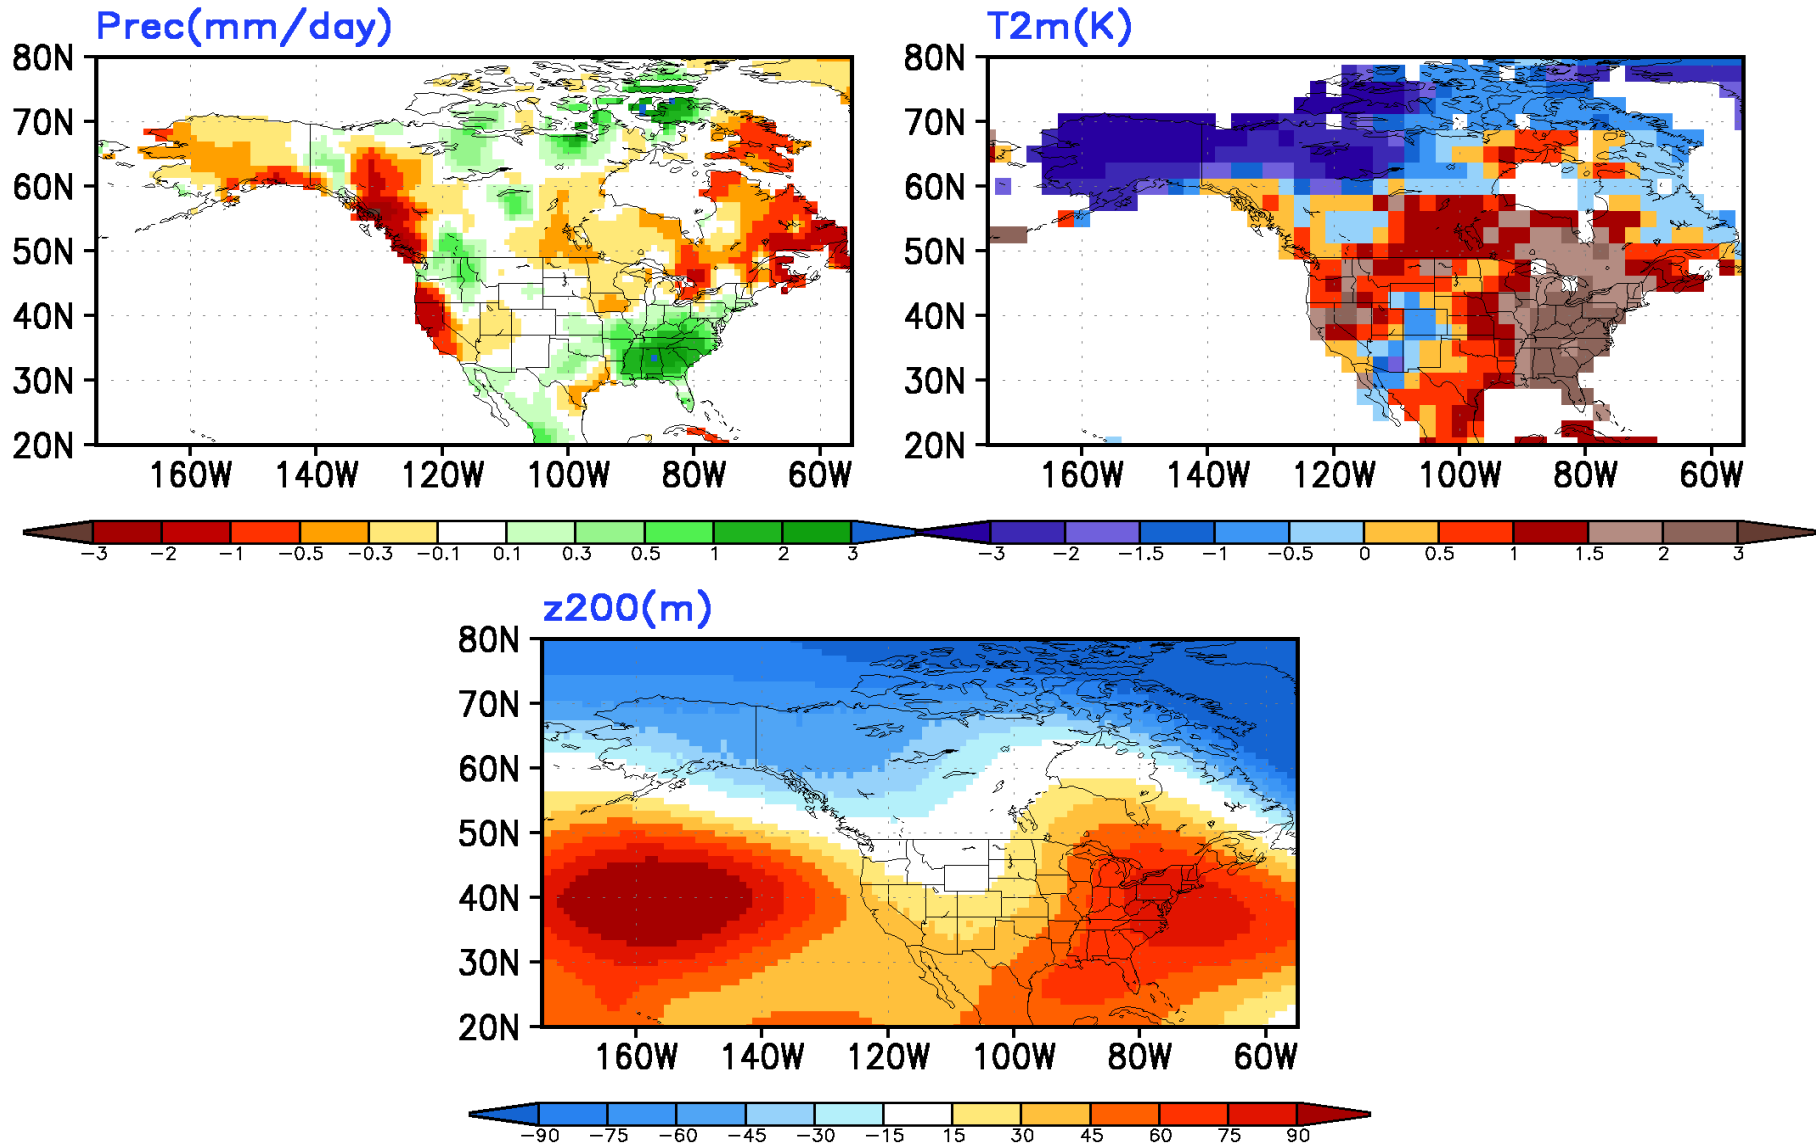 Prec(mm/day)
80N
70N
60N
50N
40N
30N
20N
160W 140W 120W 100W 80W 60W
-3 -2 -1 -0.5 -0.3 -0.1 0.1 0.3 0.5 1 2 3
T2m(K)
80N
70N
60N
50N
40N
30N
20N
160W 140W 120W 100W 80W 60W
-3 -2 -1.5 -1 -0.5 0 0.5 1 1.5 2 3
z200(m)
80N
70N
60N
50N
40N
30N
20N
160W 140W 120W 100W 80W 60W
-90 -75 -60 -45 -30 -15 15 30 45 60 75 90